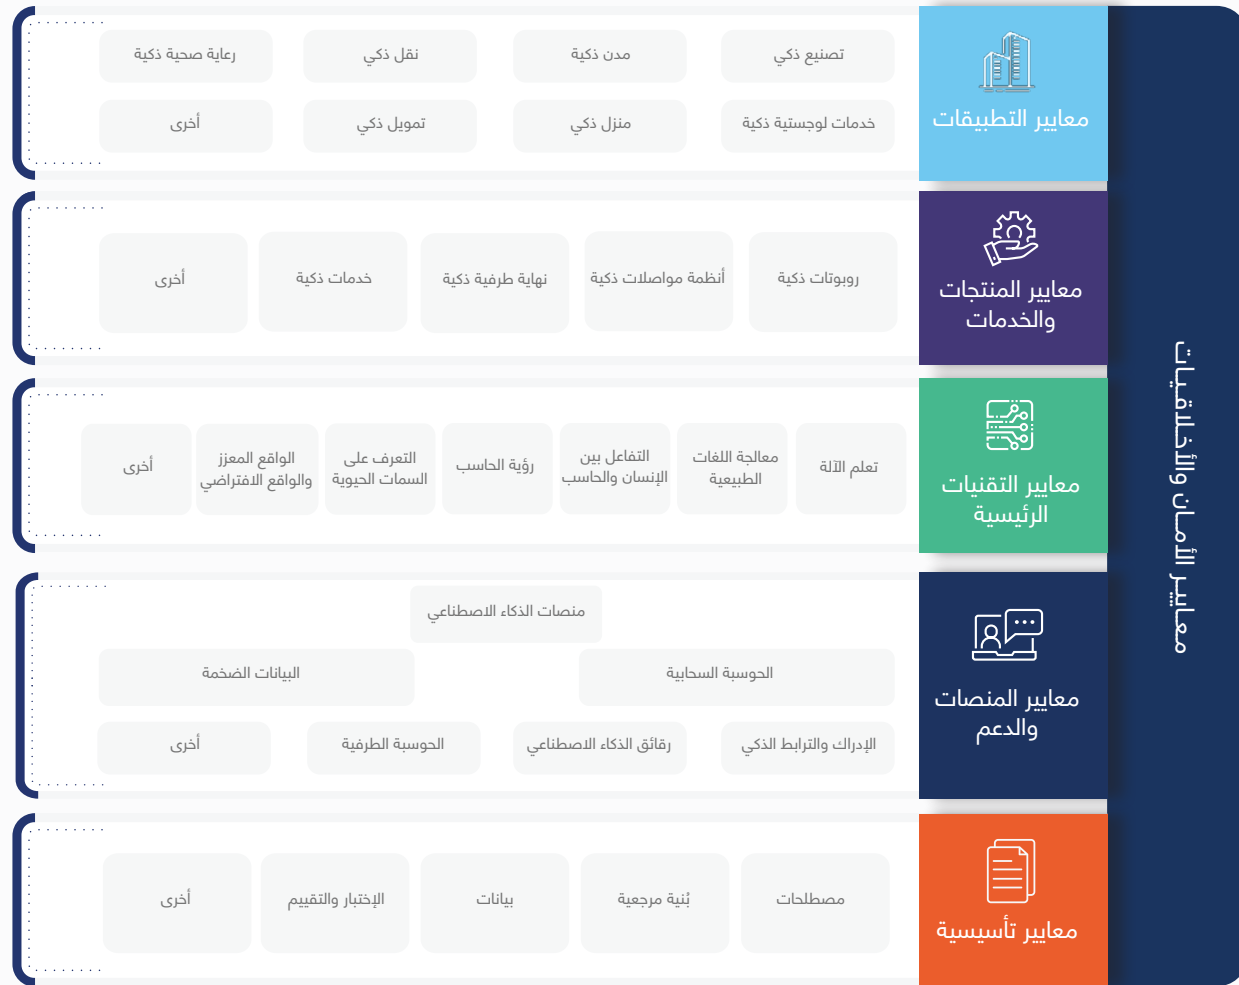 معايير الأمان والأخلاقيات
معايير التطبيقات
تصنيع ذكي
مدن ذكية
نقل ذكي
رعاية صحية ذكية
خدمات لوجستية ذكية
منزل ذكي
تمويل ذكي
أخرى
معايير المنتجات
والخدمات
روبوتات ذكية
أنظمة مواصلات ذكية
نهاية طرفية ذكية
خدمات ذكية
أخرى
معايير التقنيات
الرئيسية
تعلم الآلة
معالجة اللغات
الطبيعية
التفاعل بين
الإنسان والحاسب
رؤية الحاسب
التعرف على
السمات الحيوية
الواقع المعزز
والواقع الافتراضي
أخرى
معايير المنصات
والدعم
منصات الذكاء الاصطناعي
الحوسبة السحابية
البيانات الضخمة
الإدراك والترابط الذكي
رقائق الذكاء الاصطناعي
الحوسبة الطرفية
أخرى
معايير تأسيسية
مصطلحات
بُنية مرجعية
بيانات
الإختبار والتقييم
أخرى